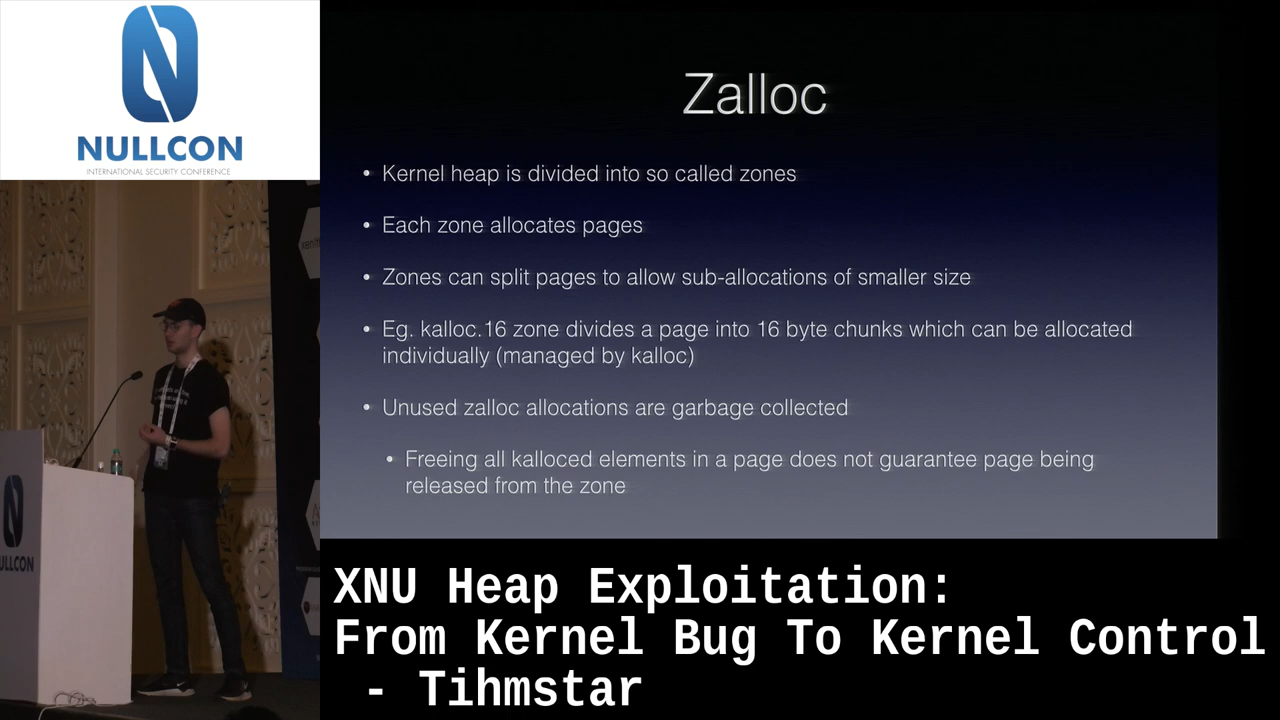 NULLCON
INTERNATIONAL SECURITY CONFERENCE
Zalloc
• Kernel heap is divided into so called zones
• Each zone allocates pages
• Zones can split pages to allow sub-allocations of smaller size
• Eg. kalloc.16 zone divides a page into 16 byte chunks which can be allocated
individually (managed by kalloc)
• Unused zalloc allocations are garbage collected
• Freeing all kalloced elements in a page does not guarantee page being
released from the zone
ULLCON
XNU Heap Exploitation:
From Kernel Bug To Kernel Control
- Tihmstar